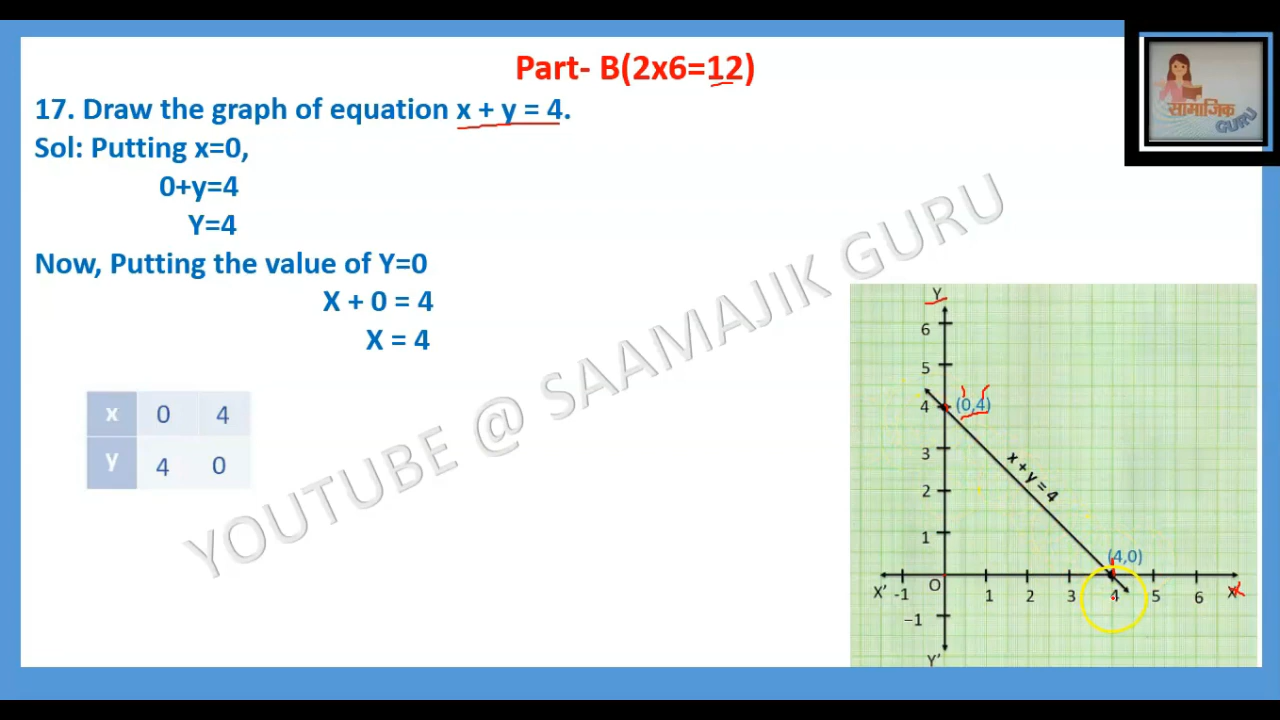 Part- B(2x6=12)
17. Draw the graph of equation x + y = 4.
Sol: Putting x=0,
0+y=4
Y=4
Now, Putting the value of Y=0
X + 0 = 4
X = 4
x 0 4
y 4 0
सामाजिक
GURU
YOUTUBE @ SAAMAJIK GURU
Y
6
5
4 (0,4)
3
x + y = 4
2
1
(4,0)
X' -1 O 1 2 3 4 5 6 X
−1
Y'